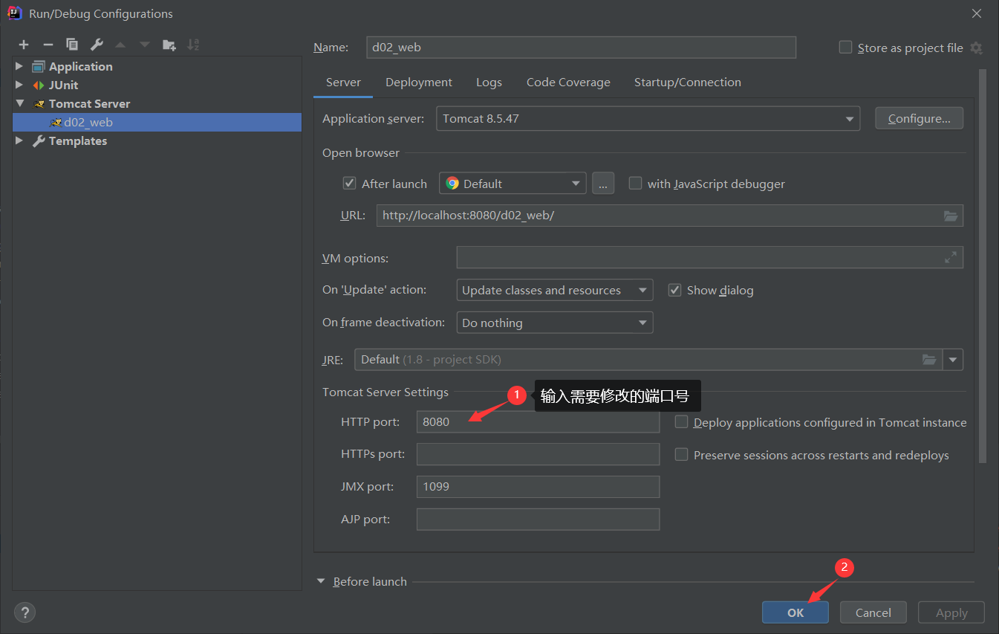 Run/Debug Configurations
Name: d02_web Store as project file
Application
JUnit
Tomcat Server
d02_web
Templates
Server Deployment Logs Code Coverage Startup/Connection
Application server: Tomcat 8.5.47 Configure...
Open browser
After launch Default ... with JavaScript debugger
URL: http://localhost:8080/d02_web/
VM options:
On 'Update' action: Update classes and resources Show dialog
On frame deactivation: Do nothing
JRE: Default (1.8 - project SDK)
Tomcat Server Settings 1 输入需要修改的端口号
HTTP port: 8080 Deploy applications configured in Tomcat instance
HTTPs port: Preserve sessions across restarts and redeploys
JMX port: 1099
AJP port:
Before launch
2
? OK Cancel Apply